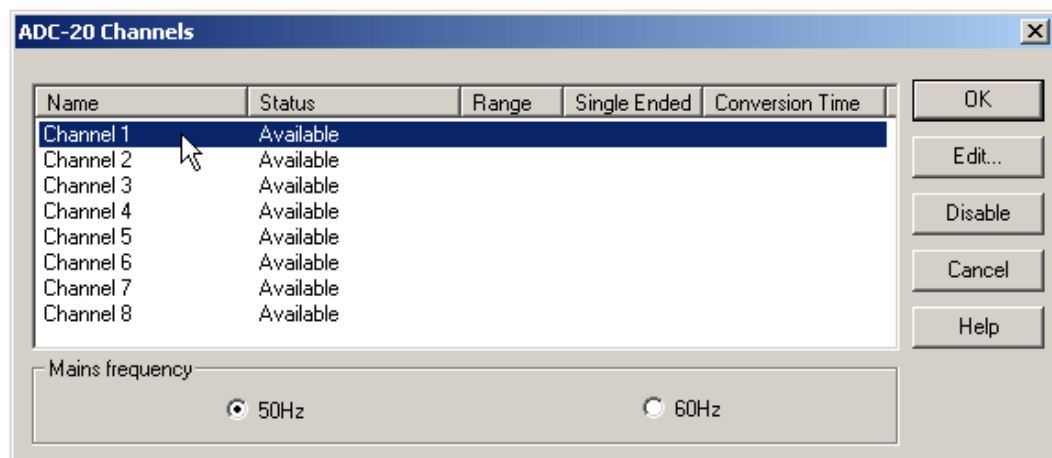 ADC-20 Channels
Name Status Range Single Ended Conversion Time
Channel 1 Available
Channel 2 Available
Channel 3 Available
Channel 4 Available
Channel 5 Available
Channel 6 Available
Channel 7 Available
Channel 8 Available
OK
Edit...
Disable
Cancel
Help
Mains frequency
50Hz 60Hz